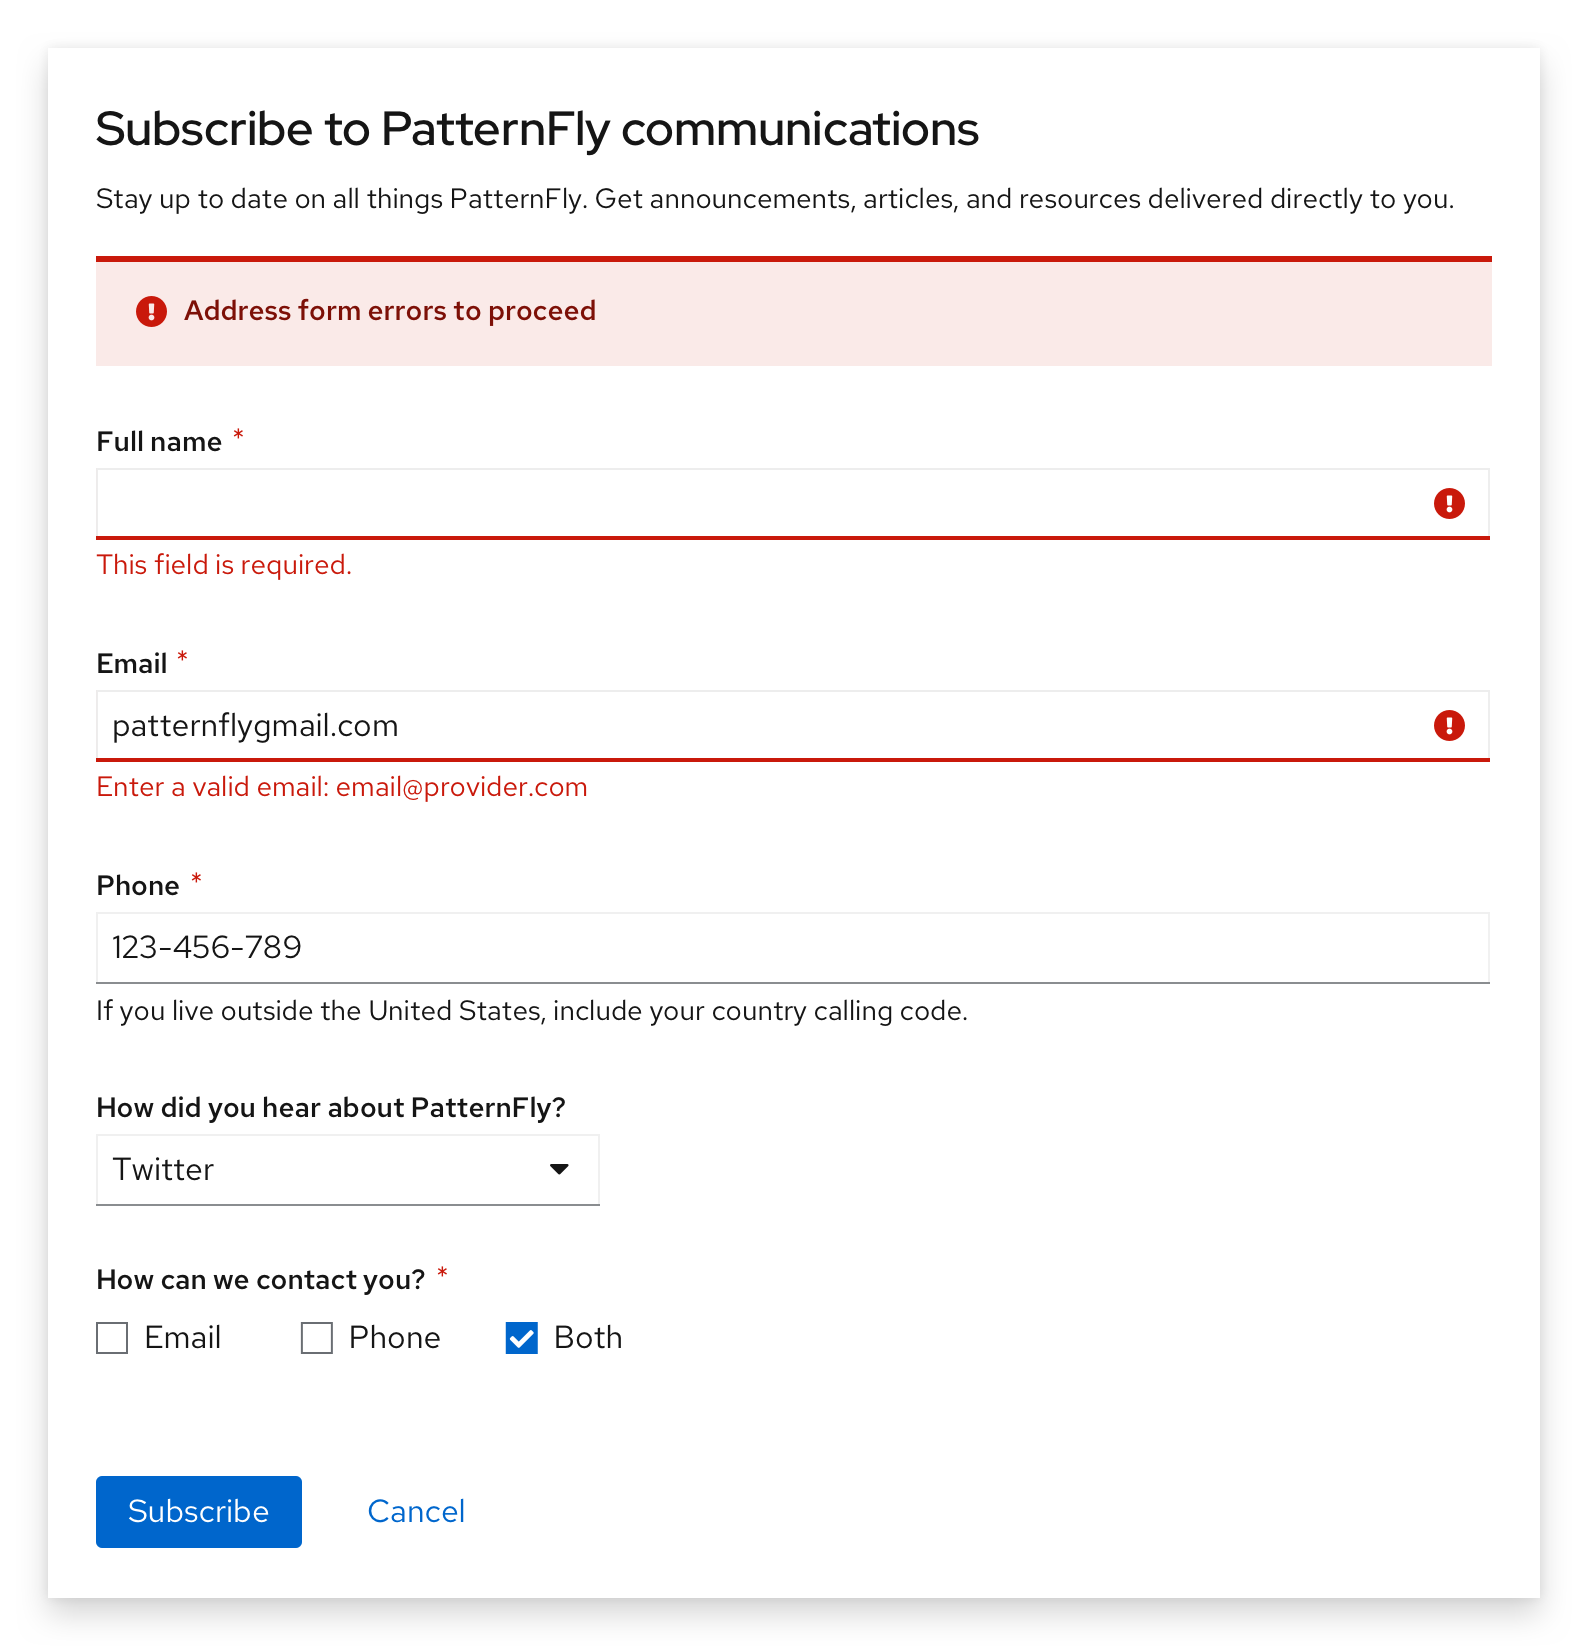 Subscribe to PatternFly communications
Stay up to date on all things PatternFly. Get announcements, articles, and resources delivered directly to you.
Address form errors to proceed
Full name *
This field is required.
Email *
patternflygmail.com
Enter a valid email: email@provider.com
Phone *
123-456-789
If you live outside the United States, include your country calling code.
How did you hear about PatternFly?
Twitter
How can we contact you? *
Email Phone Both
Subscribe Cancel